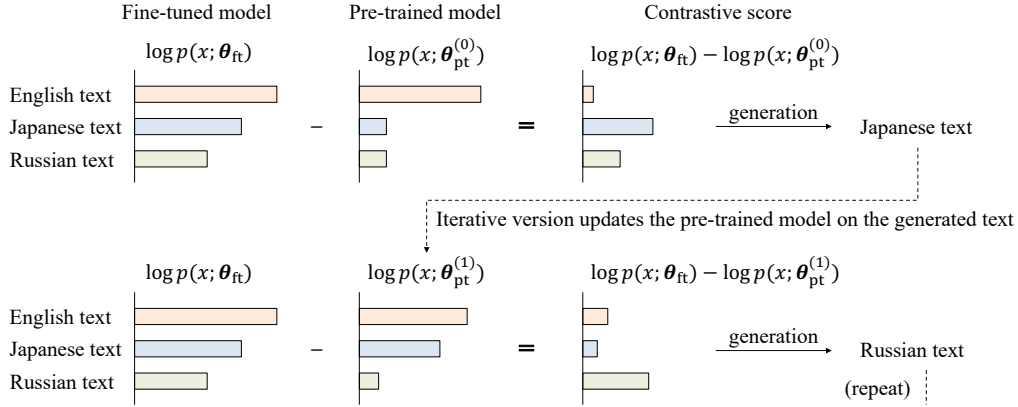 Fine-tuned model Pre-trained model Contrastive score
log p(x; θ_ft) log p(x; θ_pt^(0)) log p(x; θ_ft) − log p(x; θ_pt^(0))
English text
Japanese text − = generation Japanese text
Russian text
Iterative version updates the pre-trained model on the generated text
log p(x; θ_ft) log p(x; θ_pt^(1)) log p(x; θ_ft) − log p(x; θ_pt^(1))
English text
Japanese text − = generation Russian text
Russian text (repeat)